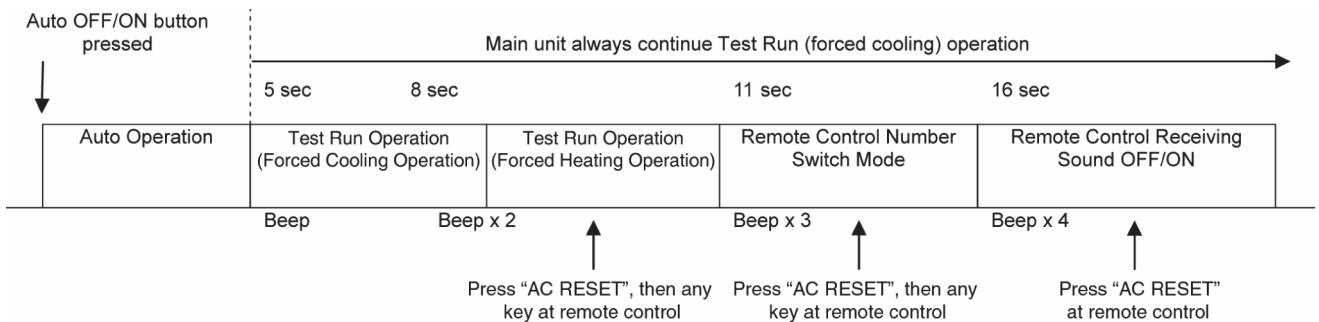 Auto OFF/ON button
pressed
Main unit always continue Test Run (forced cooling) operation
5 sec
8 sec
11 sec
16 sec
Auto Operation
Test Run Operation
(Forced Cooling Operation)
Test Run Operation
(Forced Heating Operation)
Remote Control Number
Switch Mode
Remote Control Receiving
Sound OFF/ON
Beep
Beep x 2
Beep x 3
Beep x 4
Press “AC RESET”, then any
key at remote control
Press “AC RESET”, then any
key at remote control
Press “AC RESET”
at remote control